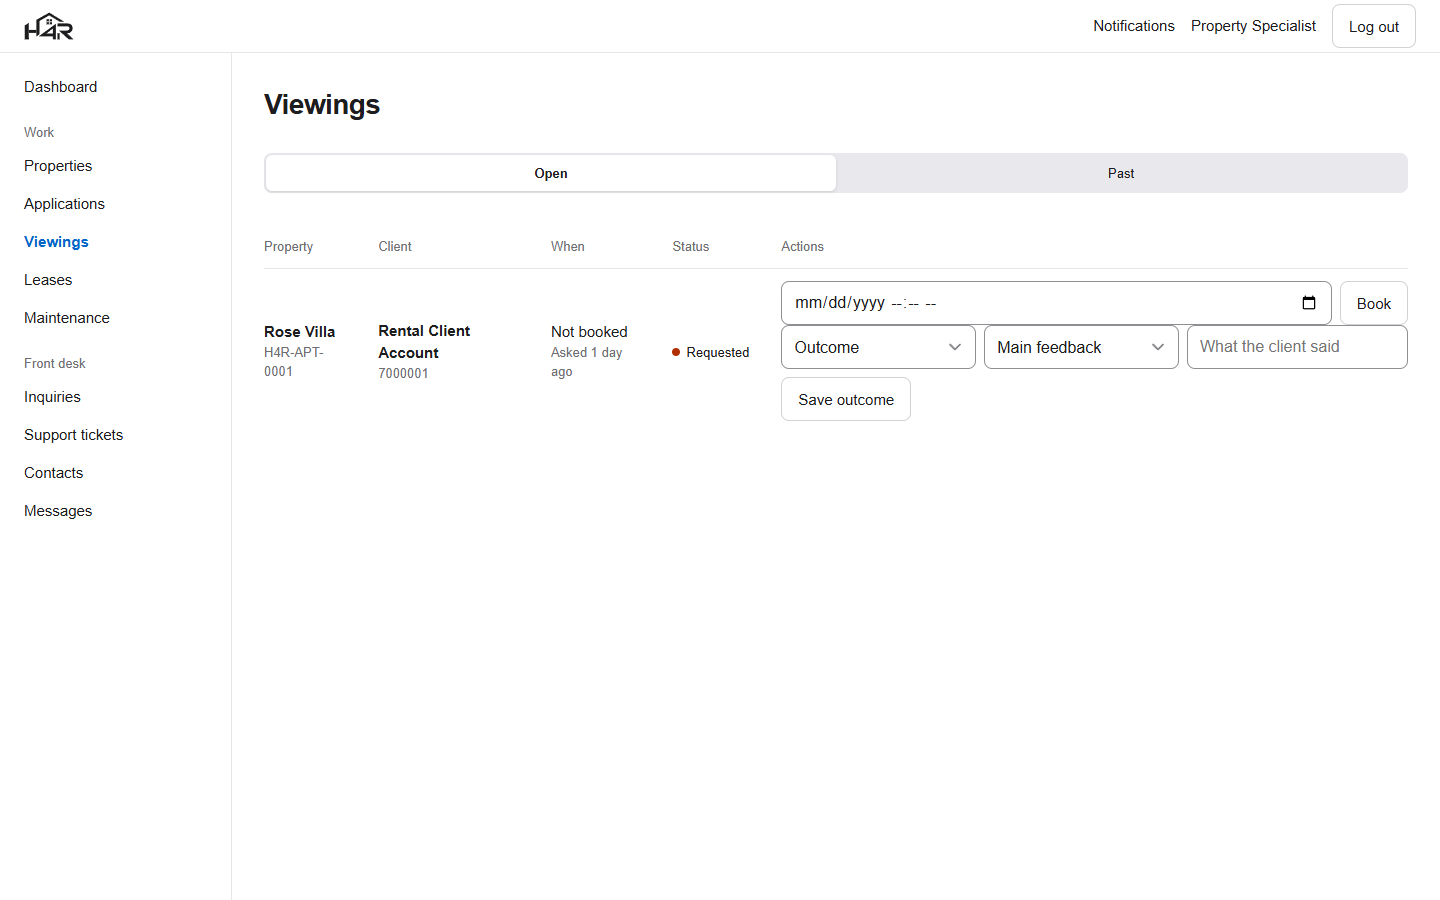 H4R
Notifications
Property Specialist
Log out
Dashboard
Work
Properties
Applications
Viewings
Leases
Maintenance
Front desk
Inquiries
Support tickets
Contacts
Messages
Viewings
Open
Past
Property
Client
When
Status
Actions
Rose Villa
H4R-APT-
0001
Rental Client
Account
7000001
Not booked
Asked 1 day
ago
Requested
mm/dd/yyyy --:-- --
Book
Outcome
Main feedback
What the client said
Save outcome